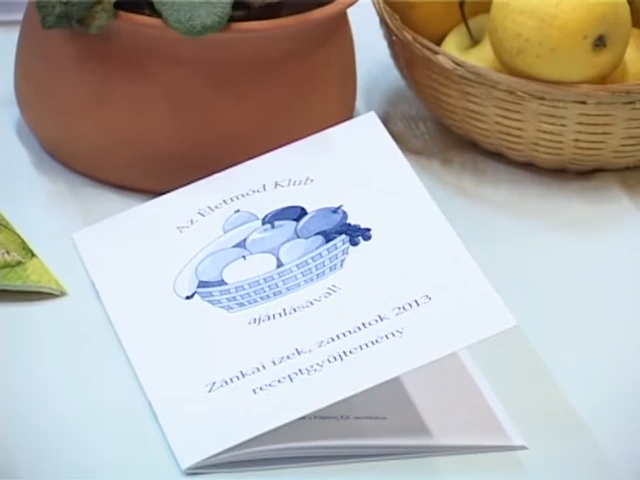 Az Életmód Klub
ajánlásával!
Zánkai ízek, zamatok 2013
receptgyűjtemény